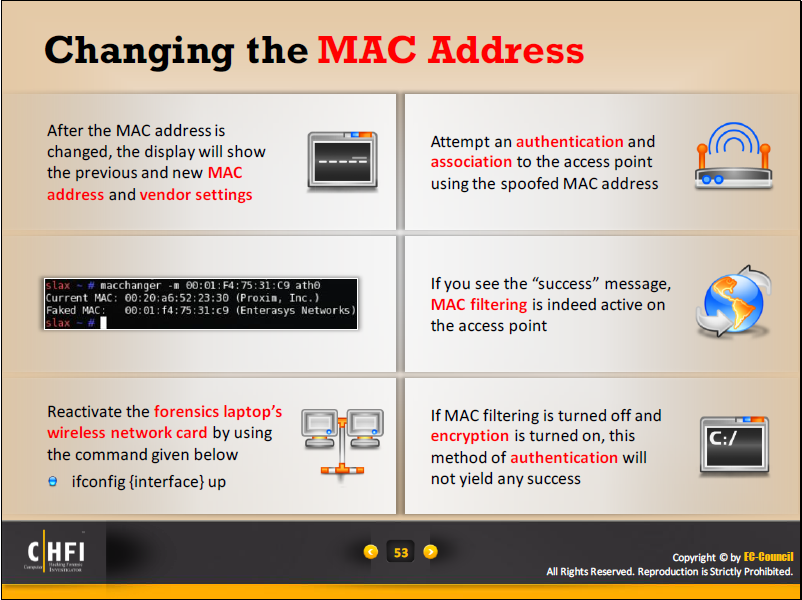 Changing the MAC Address
After the MAC address is
changed, the display will show
the previous and new MAC
address and vendor settings
Attempt an authentication and
association to the access point
using the spoofed MAC address
slax ~ # macchanger -m 00:01:F4:75:31:C9 ath0
Current MAC: 00:20:a6:52:23:30 (Proxim, Inc.)
Faked MAC:   00:01:f4:75:31:c9 (Enterasys Networks)
slax ~ #
If you see the “success” message,
MAC filtering is indeed active on
the access point
Reactivate the forensics laptop’s
wireless network card by using
the command given below
ifconfig {interface} up
If MAC filtering is turned off and
encryption is turned on, this
method of authentication will
not yield any success
C:/
CHFI
Computer Hacking Forensic
INVESTIGATOR
53
Copyright © by EC-Council
All Rights Reserved. Reproduction is Strictly Prohibited.